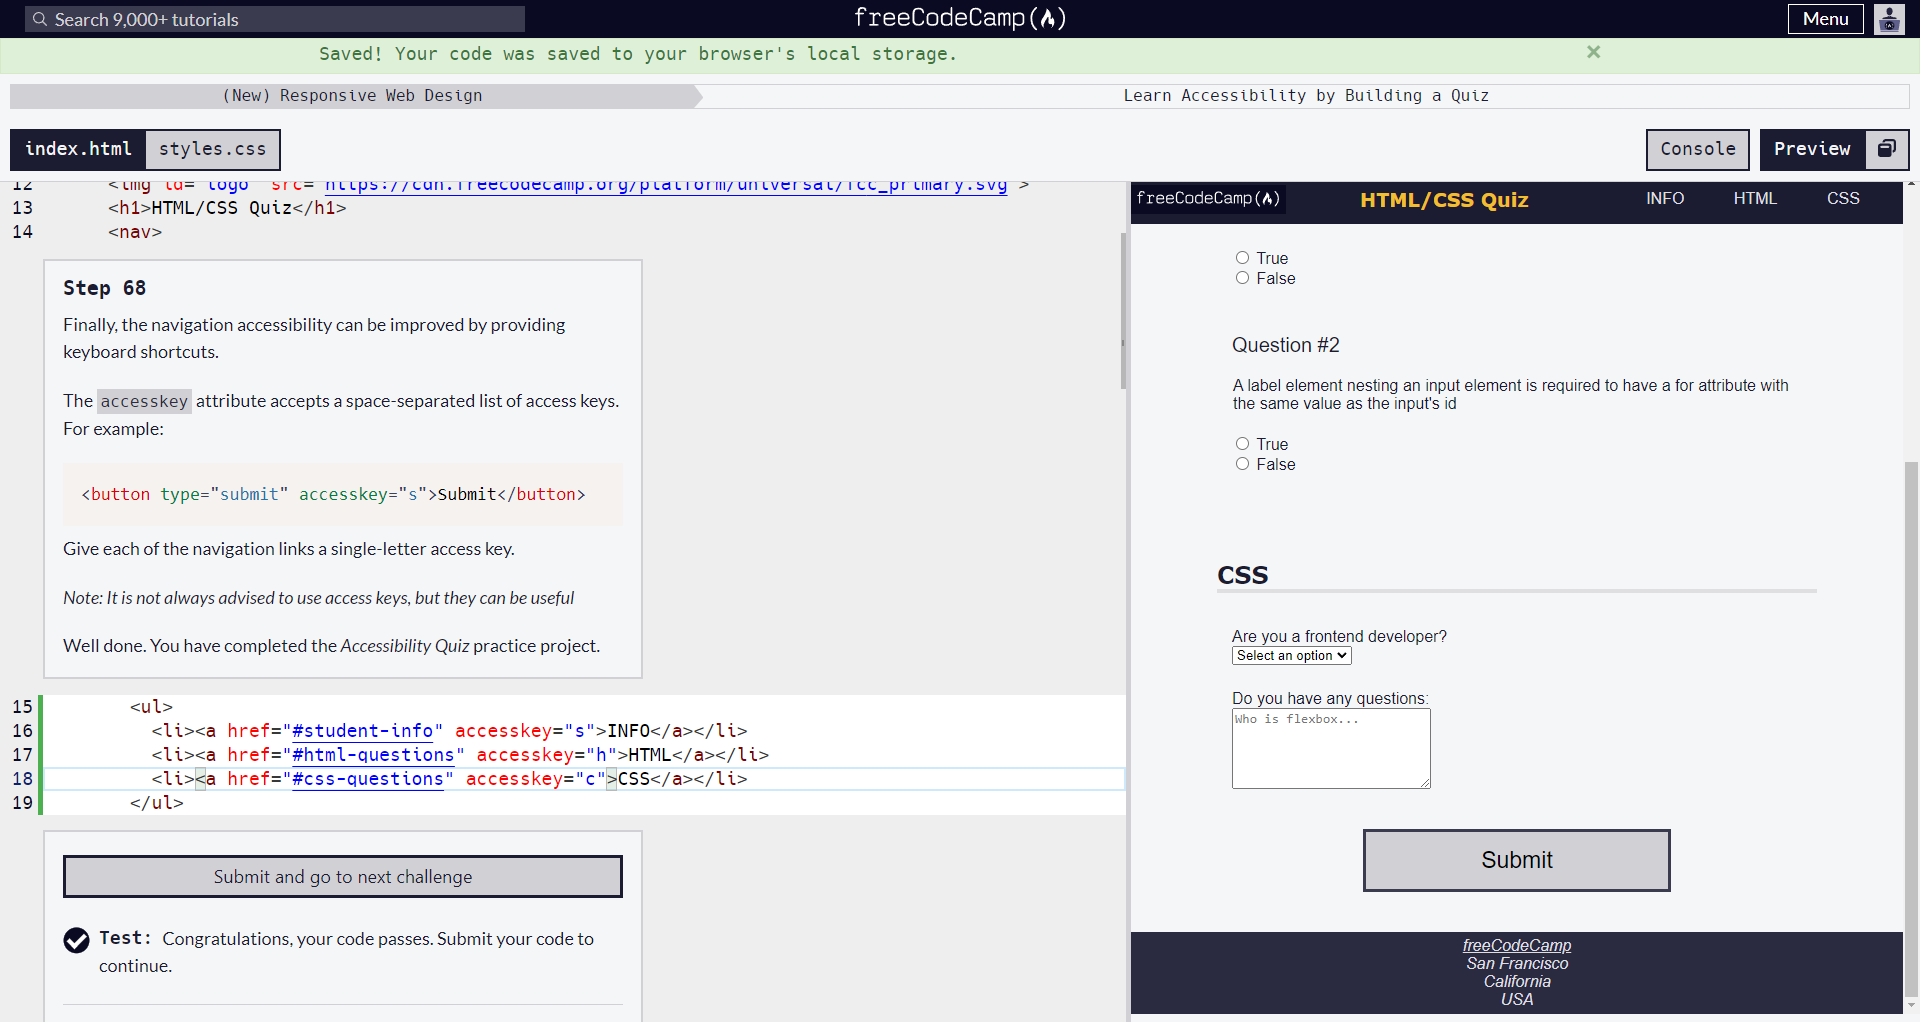 Search 9,000+ tutorials
freeCodeCamp
Menu
Saved! Your code was saved to your browser's local storage.
×
(New) Responsive Web Design
Learn Accessibility by Building a Quiz
index.html
styles.css
Console
Preview
12 <img id="logo" src="https://cdn.freecodecamp.org/platform/universal/fcc_primary.svg">
13 <h1>HTML/CSS Quiz</h1>
14 <nav>
Step 68
Finally, the navigation accessibility can be improved by providing
keyboard shortcuts.
The accesskey attribute accepts a space-separated list of access keys.
For example:
<button type="submit" accesskey="s">Submit</button>
Give each of the navigation links a single-letter access key.
Note: It is not always advised to use access keys, but they can be useful
Well done. You have completed the Accessibility Quiz practice project.
15 <ul>
16 <li><a href="#student-info" accesskey="s">INFO</a></li>
17 <li><a href="#html-questions" accesskey="h">HTML</a></li>
18 <li><a href="#css-questions" accesskey="c">CSS</a></li>
19 </ul>
Submit and go to next challenge
Test: Congratulations, your code passes. Submit your code to
continue.
freeCodeCamp
HTML/CSS Quiz
INFO
HTML
CSS
True
False
Question #2
A label element nesting an input element is required to have a for attribute with
the same value as the input's id
True
False
CSS
Are you a frontend developer?
Select an option
Do you have any questions:
Who is flexbox...
Submit
freeCodeCamp
San Francisco
California
USA